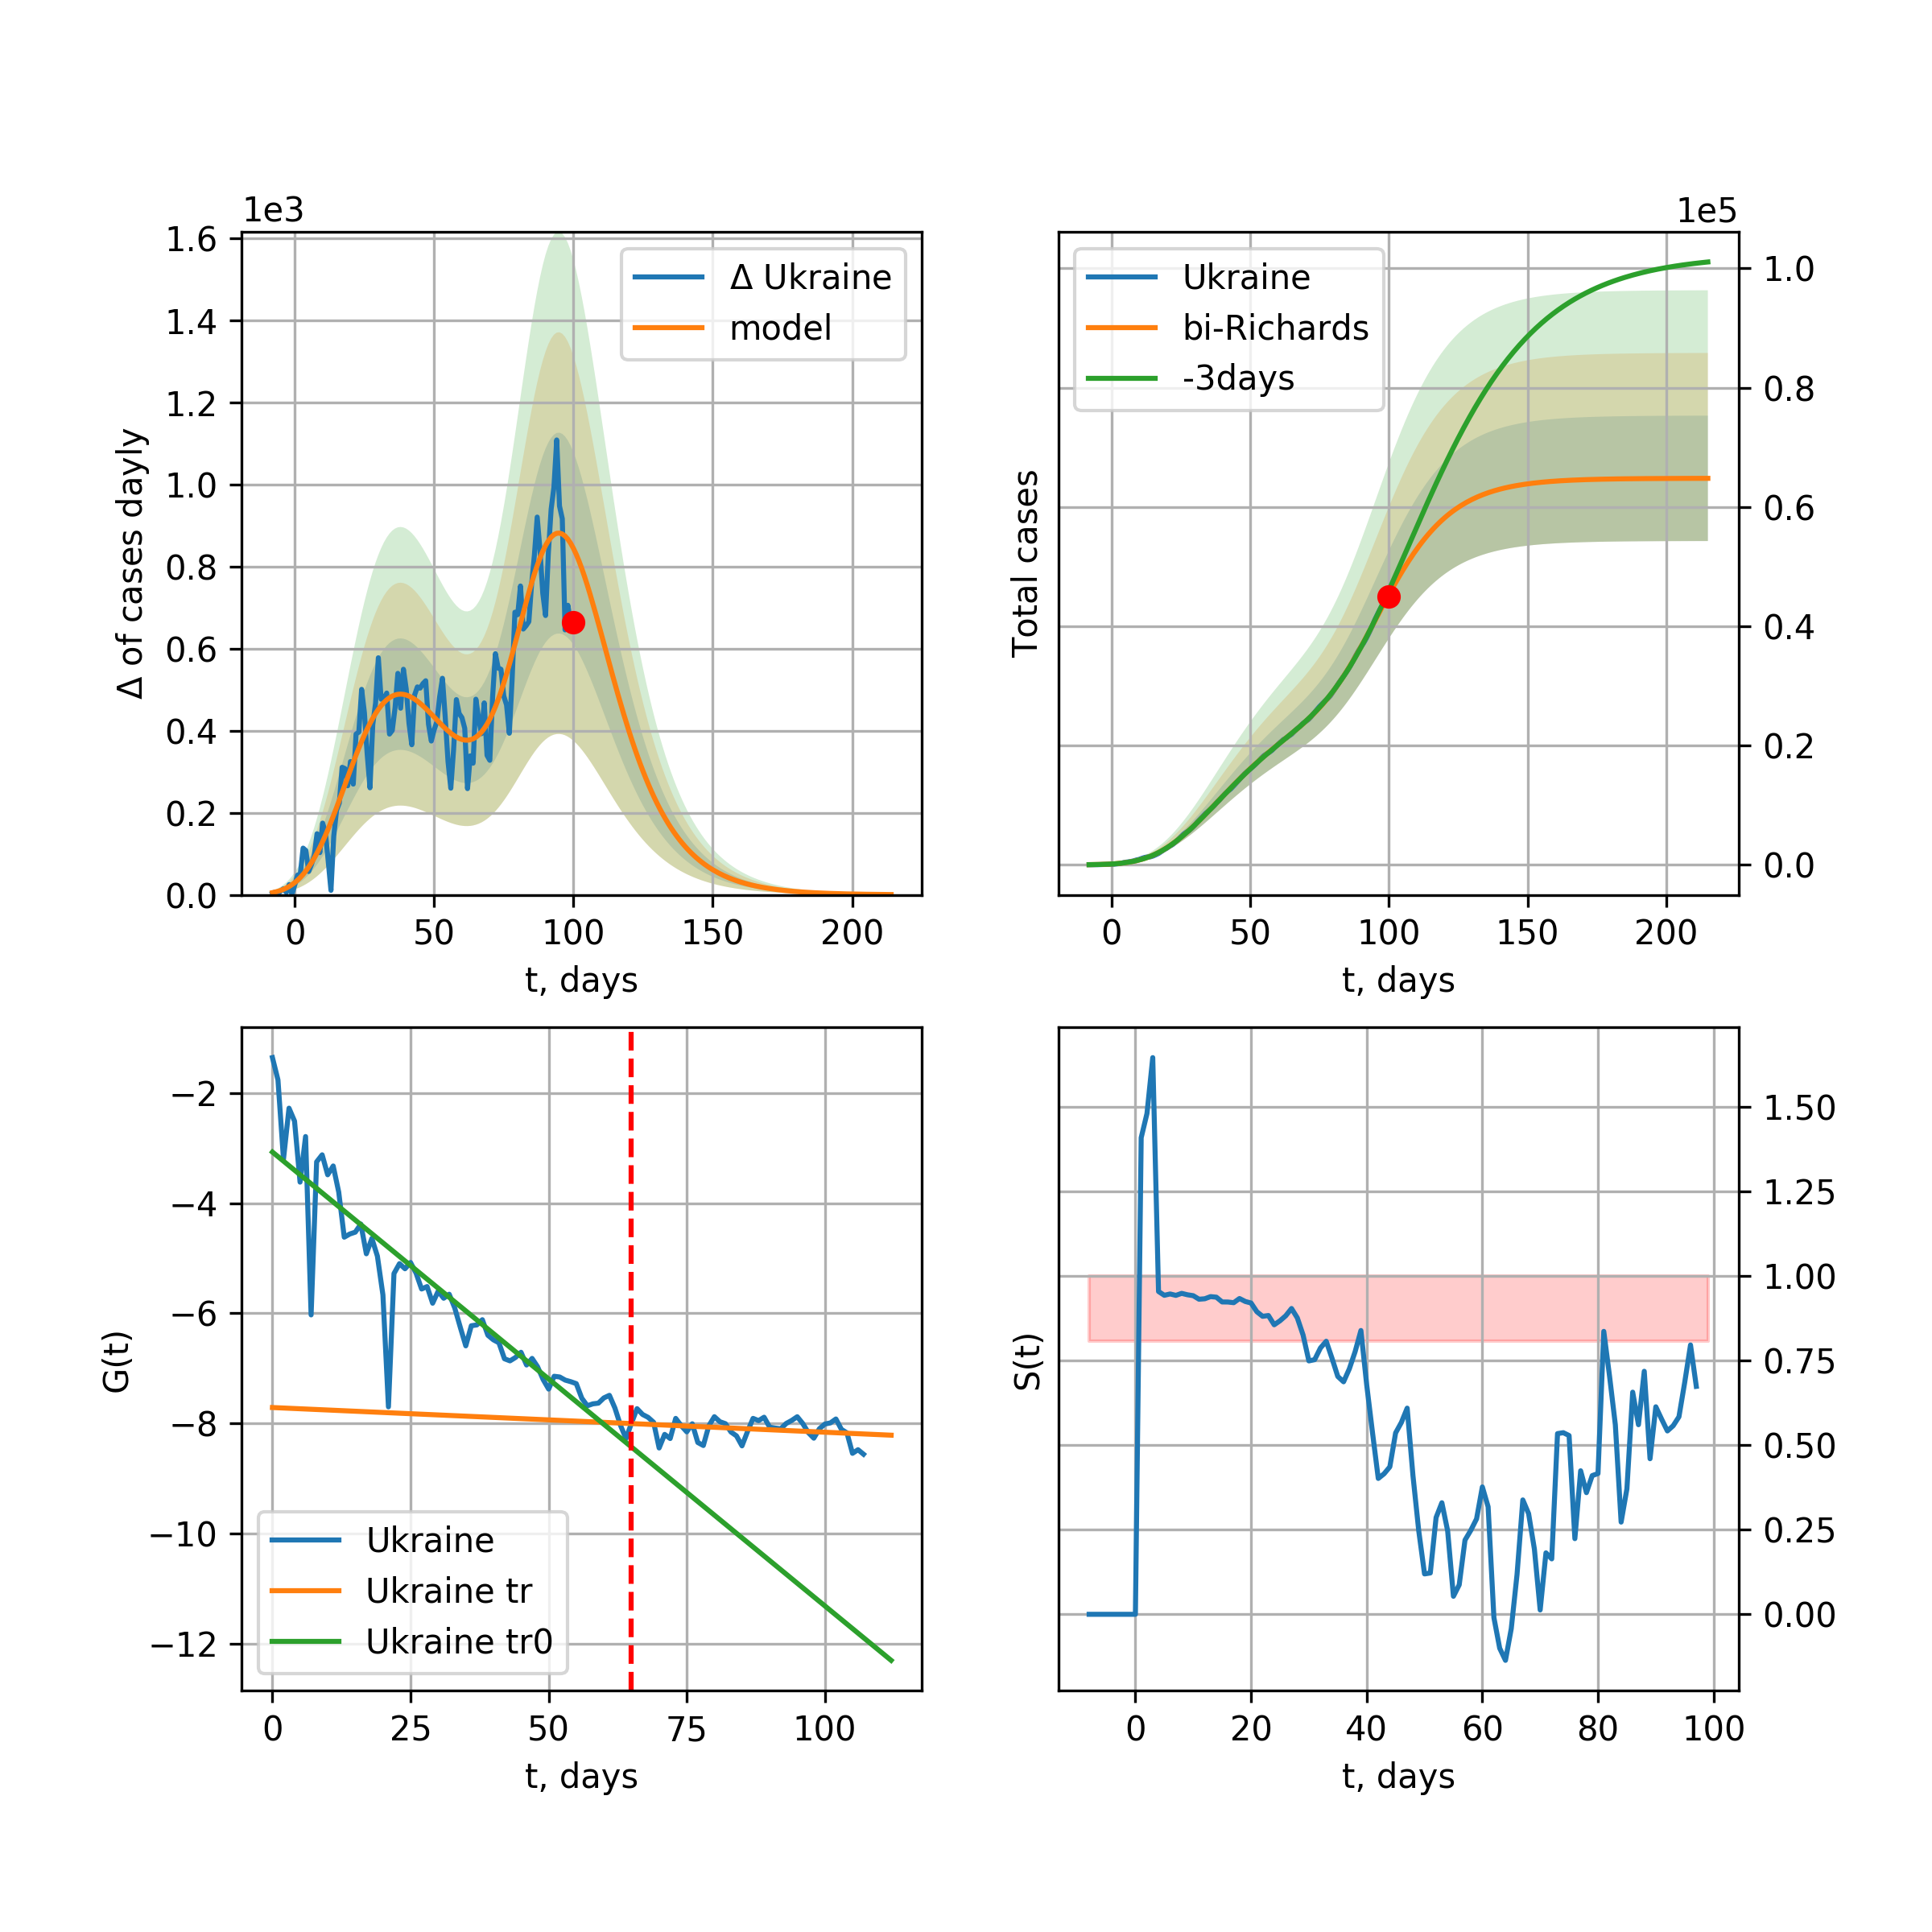 1e3
Δ of cases dayly
1.6
1.4
1.2
1.0
0.8
0.6
0.4
0.2
0.0
Δ Ukraine
model
0 50 100 150 200
t, days
1e5
Total cases
Ukraine
bi-Richards
-3days
1.0
0.8
0.6
0.4
0.2
0.0
0 50 100 150 200
t, days
G(t)
−2
−4
−6
−8
−10
−12
Ukraine
Ukraine tr
Ukraine tr0
0 25 50 75 100
t, days
S(t)
1.50
1.25
1.00
0.75
0.50
0.25
0.00
0 20 40 60 80 100
t, days